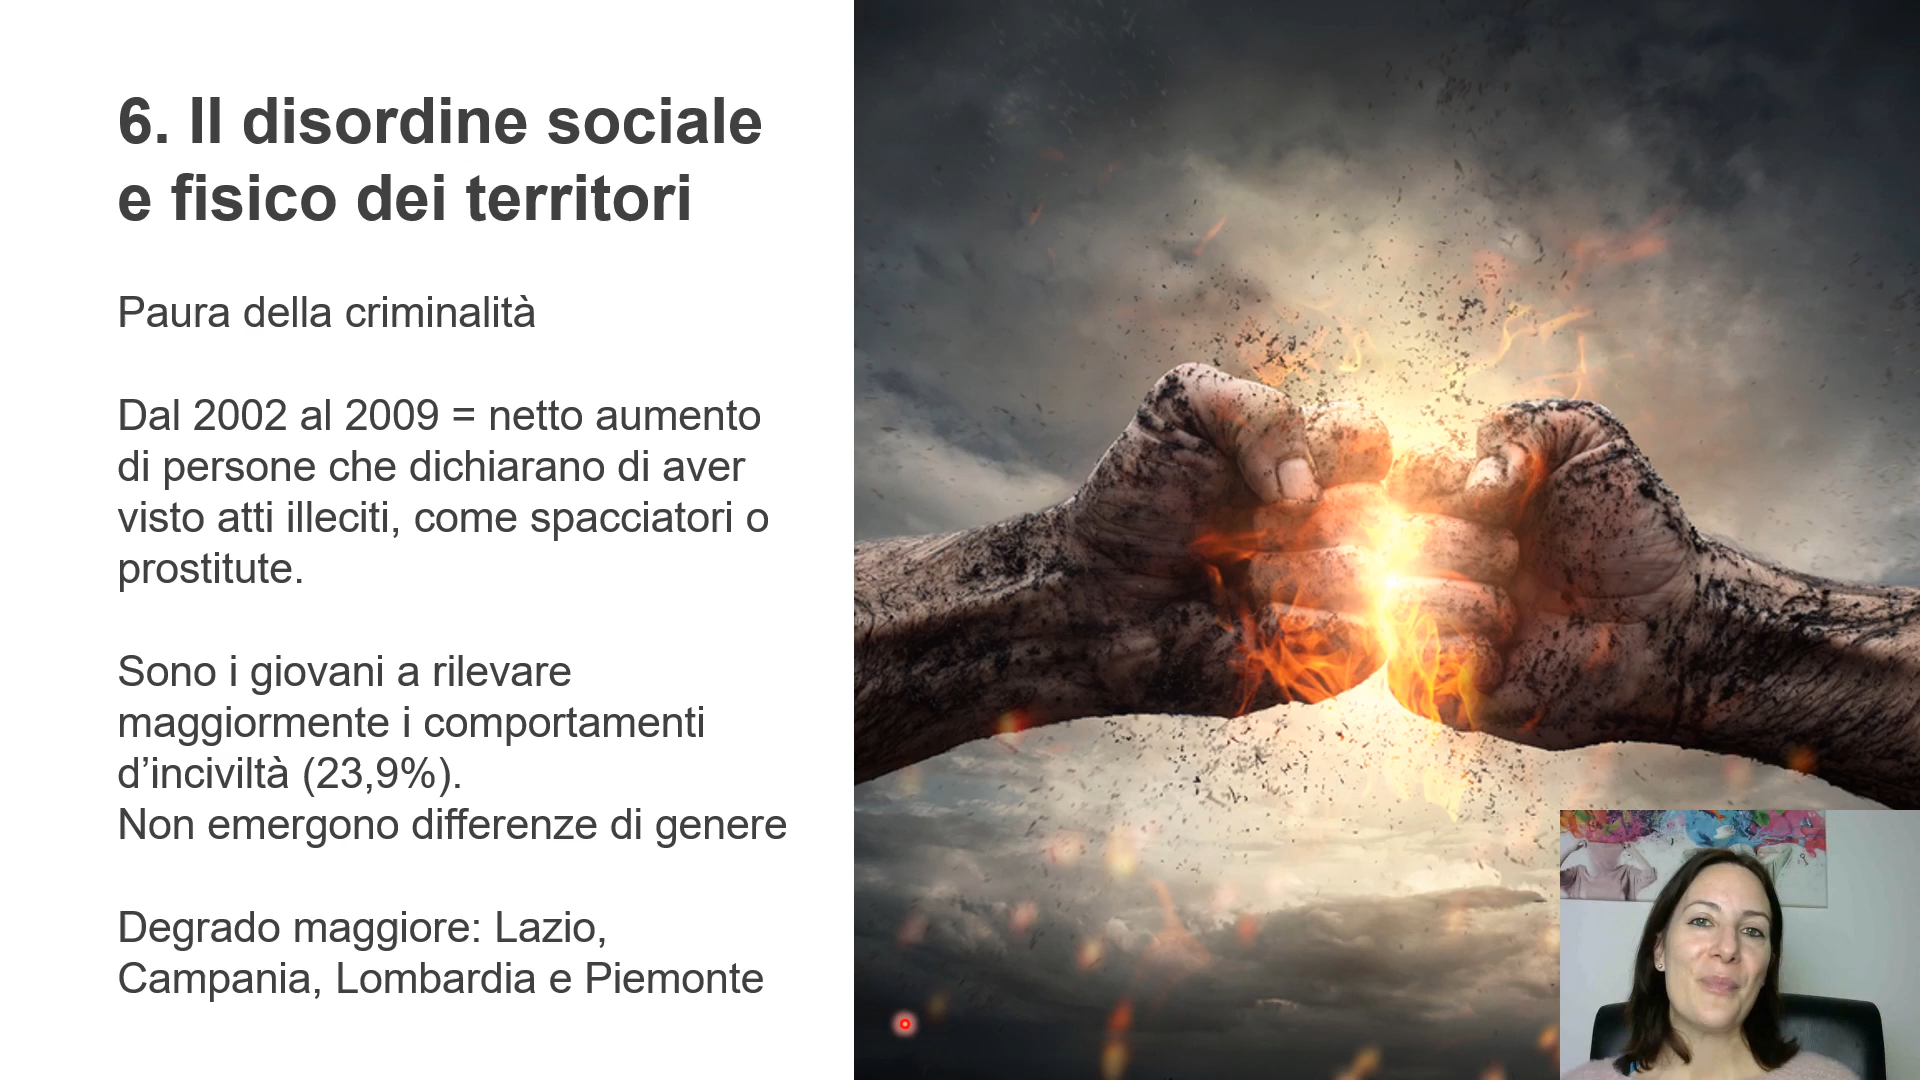 6. Il disordine sociale
e fisico dei territori
Paura della criminalità
Dal 2002 al 2009 = netto aumento
di persone che dichiarano di aver
visto atti illeciti, come spacciatori o
prostitute.
Sono i giovani a rilevare
maggiormente i comportamenti
d’inciviltà (23,9%).
Non emergono differenze di genere
Degrado maggiore: Lazio,
Campania, Lombardia e Piemonte